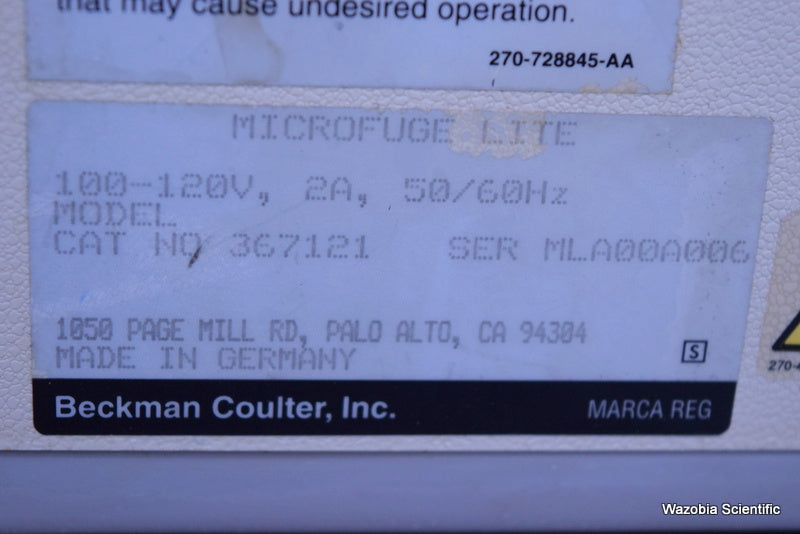 that may cause undesired operation.
270-728845-AA
MICROFUGE LITE
100-120V, 2A, 50/60Hz
MODEL
CAT NO 367121 SER MLA00A006
1050 PAGE MILL RD, PALO ALTO, CA 94304
MADE IN GERMANY
S
270-
Beckman Coulter, Inc. MARCA REG
Wazobia Scientific